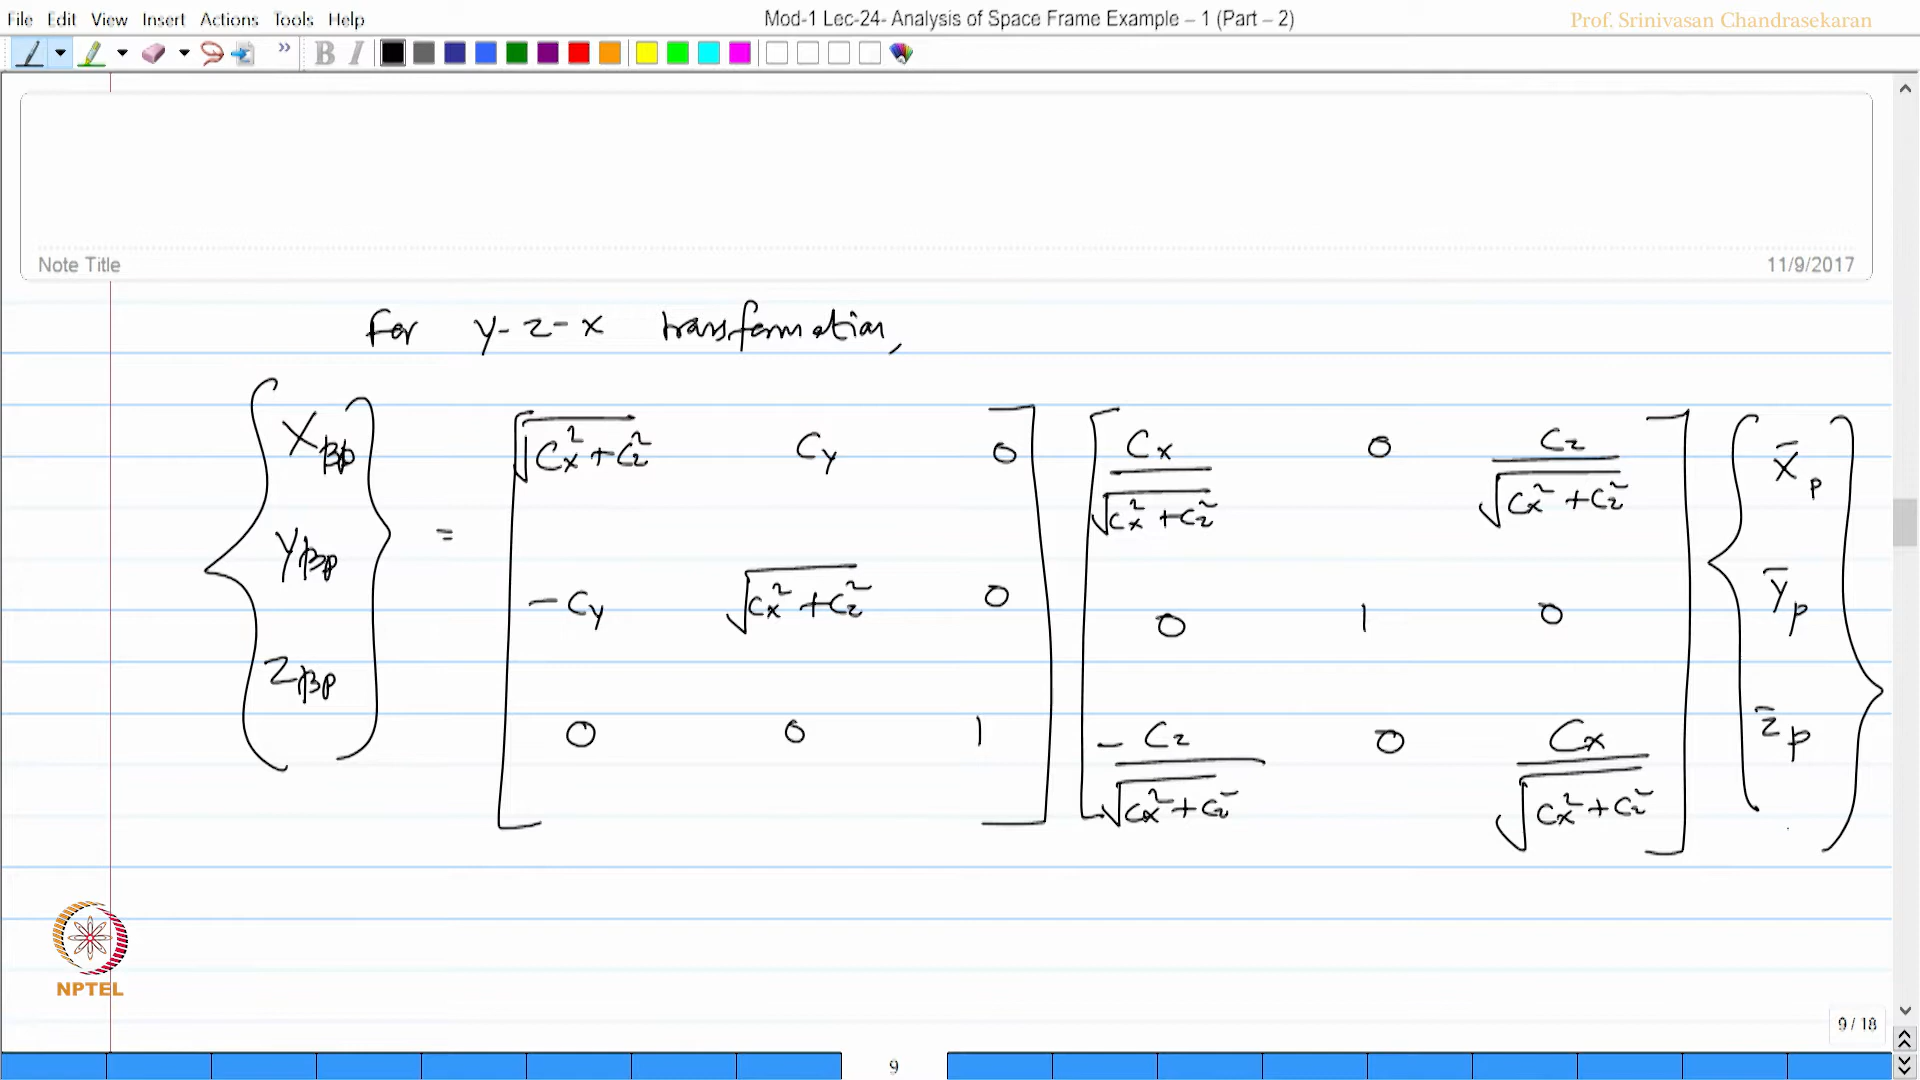 File Edit View Insert Actions Tools Help
Mod-1 Lec-24- Analysis of Space Frame Example – 1 (Part – 2)
Prof. Srinivasan Chandrasekaran
B I
Note Title
11/9/2017
For y-z-x transformation,
{Xβp yβp zβp} = [√(Cx²+Cz²) Cy 0; -Cy √(Cx²+Cz²) 0; 0 0 1] [Cx/√(Cx²+Cz²) 0 Cz/√(Cx²+Cz²); 0 1 0; -Cz/√(Cx²+Cz²) 0 Cx/√(Cx²+Cz²)] {x̄p ȳp z̄p}
NPTEL
9 / 18
9